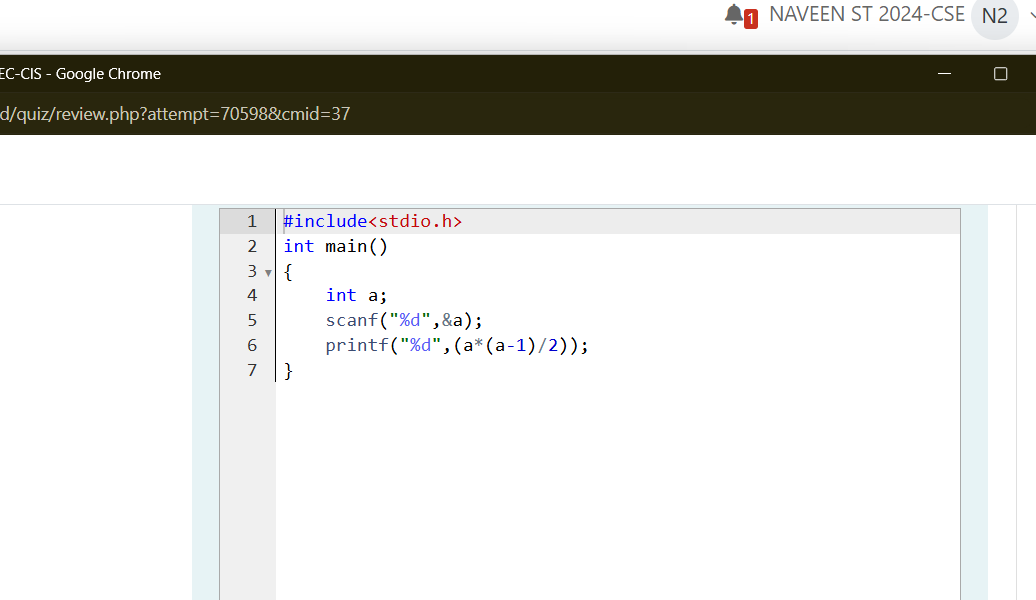 1 NAVEEN ST 2024-CSE N2
EC-CIS - Google Chrome
d/quiz/review.php?attempt=70598&cmid=37
1 #include<stdio.h>
2 int main()
3 {
4 int a;
5 scanf("%d",&a);
6 printf("%d",(a*(a-1)/2));
7 }